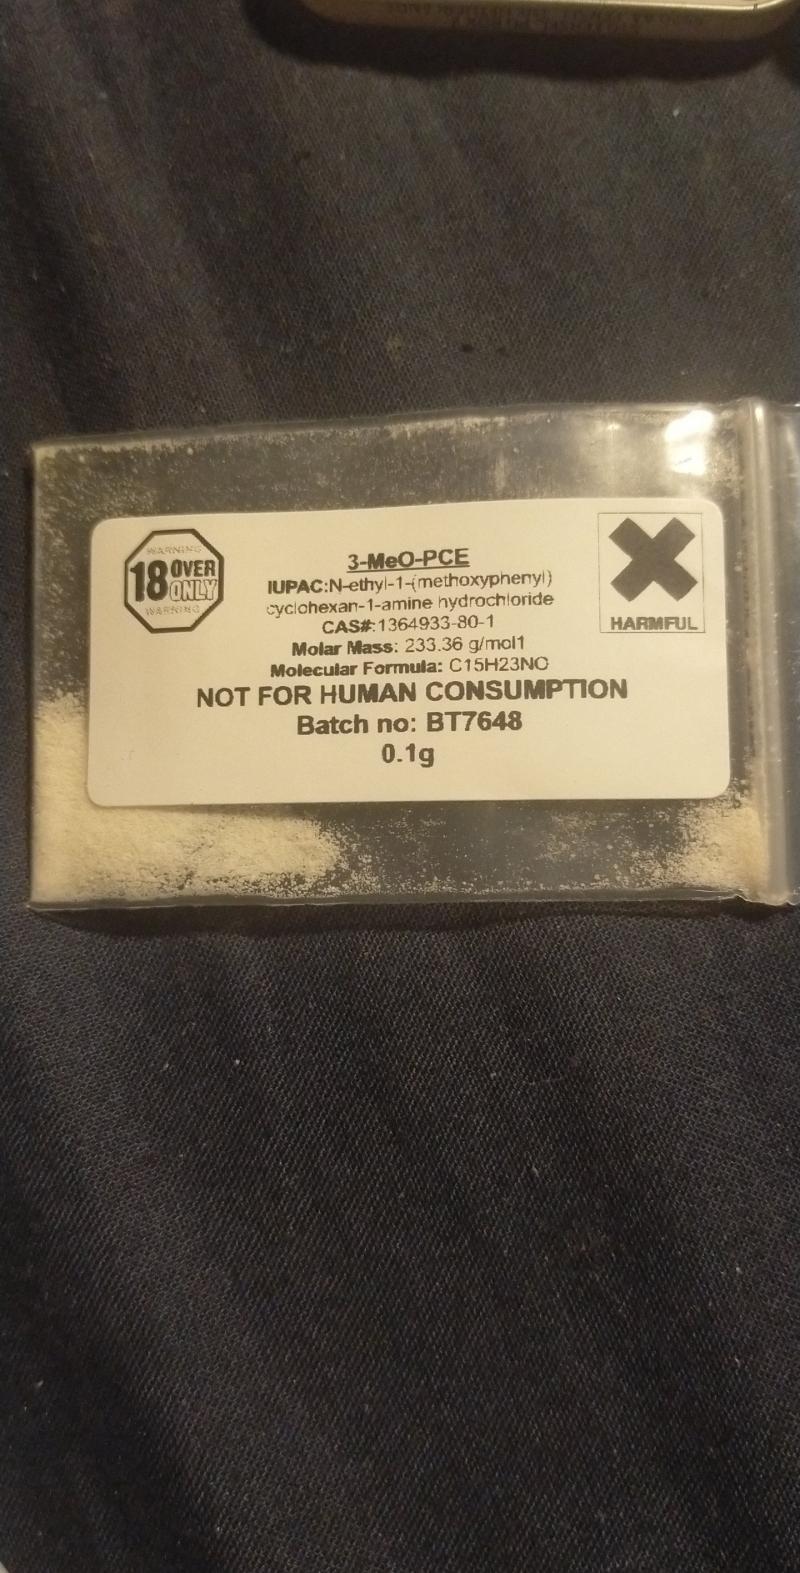 WARNING
18 OVER
ONLY
WARNING
3-MeO-PCE
IUPAC:N-ethyl-1-(methoxyphenyl)
cyclohexan-1-amine hydrochloride
CAS#:1364933-80-1
Molar Mass: 233.36 g/mol1
Molecular Formula: C15H23NO
NOT FOR HUMAN CONSUMPTION
Batch no: BT7648
0.1g
HARMFUL